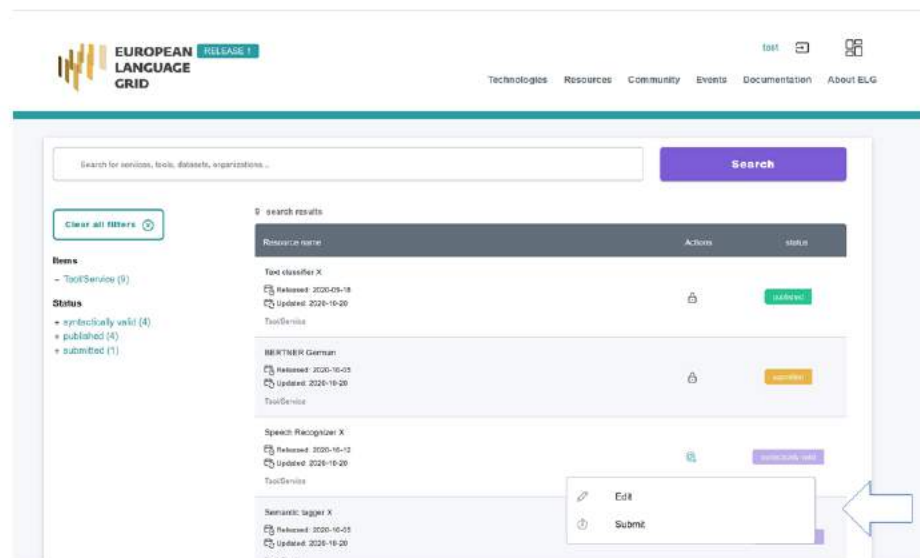 EUROPEAN RELEASE 1
LANGUAGE
GRID
test
Technologies Resources Community Events Documentation About ELG
Search for services, tools, datasets, organizations...
Search
Clear all filters
9 search results
Resource name Actions status
Items
– Tool/Service (9)
Status
+ syntactically valid (4)
+ published (4)
+ submitted (1)
Text classifier X
Released: 2020-09-18
Updated: 2020-10-20
Tool/Service
published
BERTNER German
Released: 2020-10-05
Updated: 2020-10-20
Tool/Service
submitted
Speech Recognizer X
Released: 2020-10-12
Updated: 2020-10-20
Tool/Service
syntactically valid
Edit
Submit
Semantic tagger X
Released: 2020-10-05
Updated: 2020-10-20